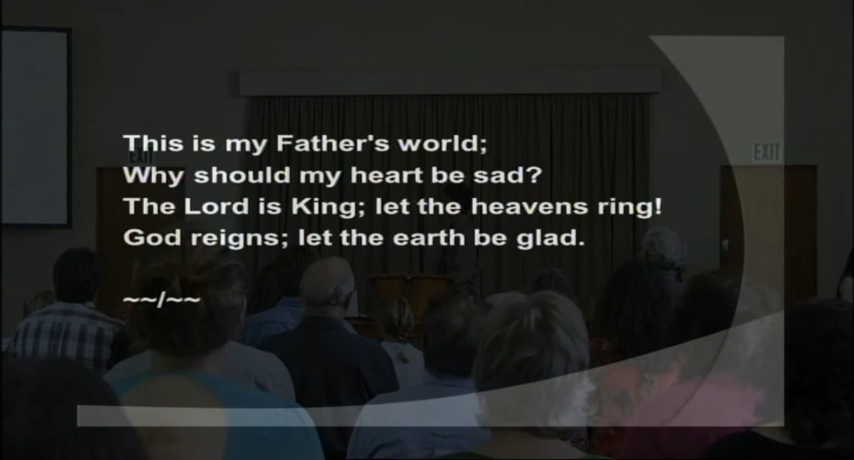 This is my Father's world;
Why should my heart be sad?
The Lord is King; let the heavens ring!
God reigns; let the earth be glad.
~~/~~
EXIT
EXIT